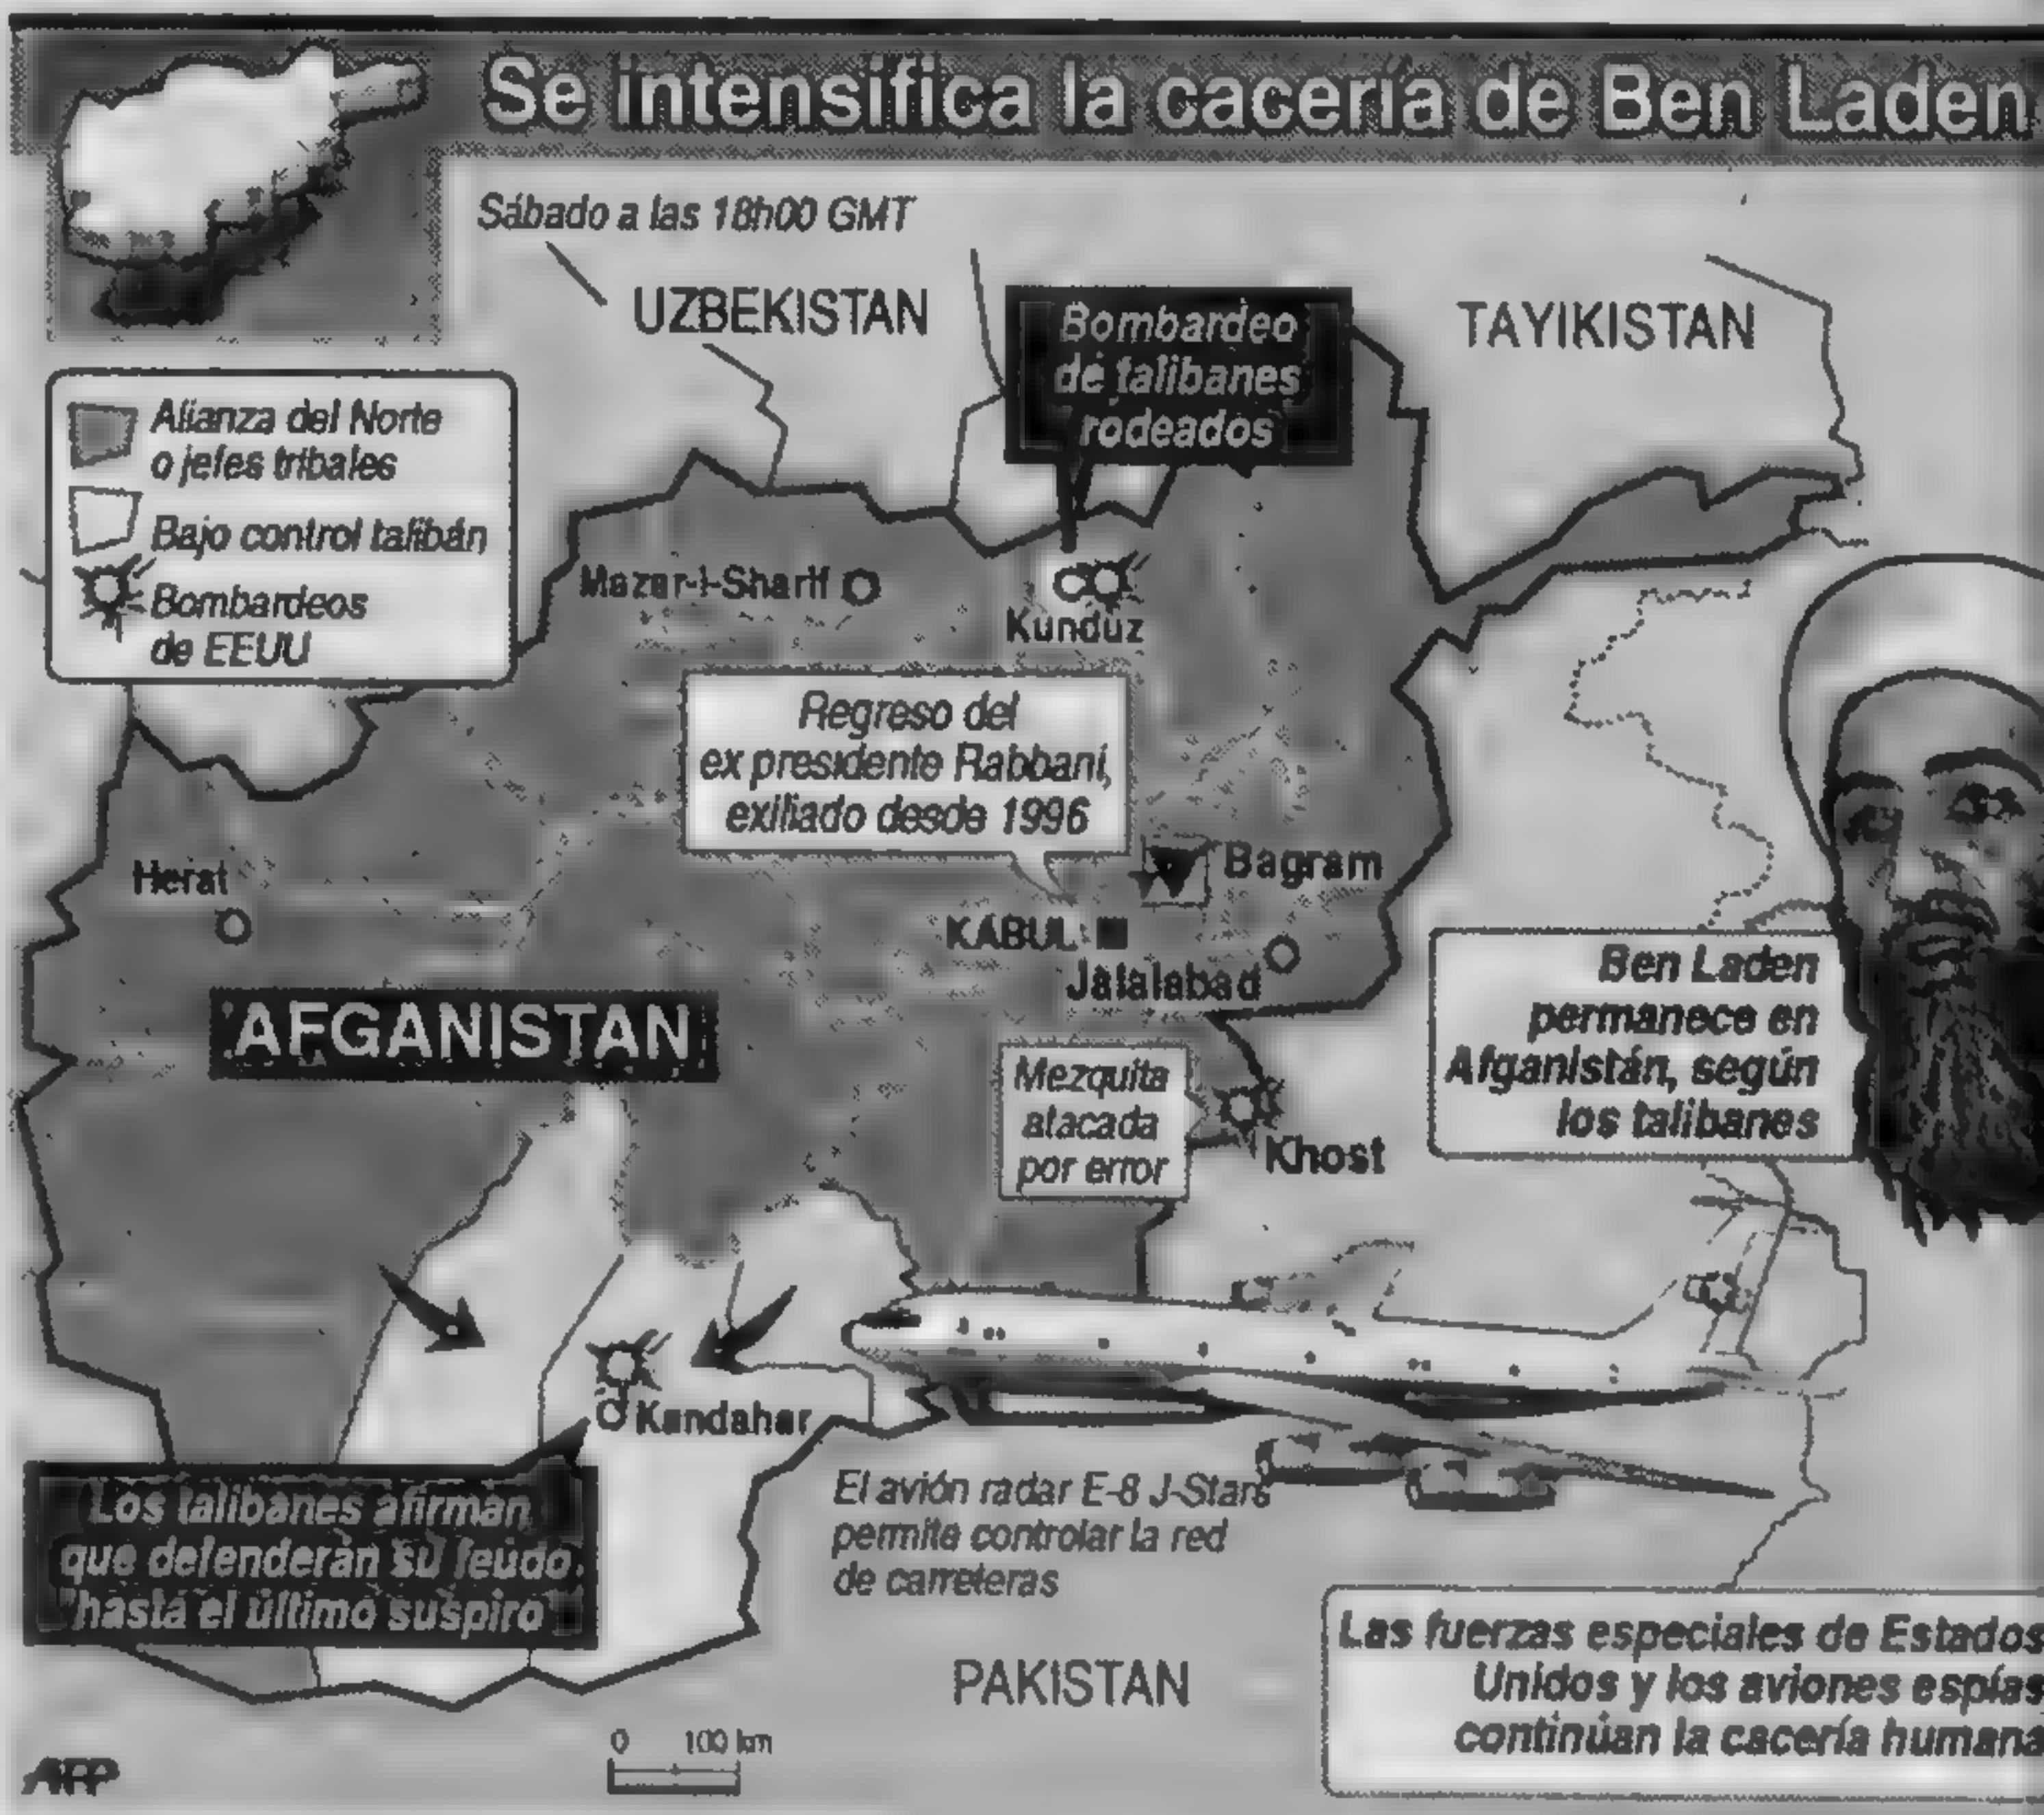 Se intensifica la cacería de Ben Laden
Sábado a las 18h00 GMT
UZBEKISTAN
TAYIKISTAN
Bombardeo
de talibanes
rodeados
Alianza del Norte
o jefes tribales
Bajo control talibán
Bombardeos
de EEUU
Mazar-i-Sharif
Kunduz
Regreso del
ex presidente Rabbani,
exiliado desde 1996
Herat
Bagram
KABUL
Jalalabad
AFGANISTAN
Ben Laden
permanece en
Afganistán, según
los talibanes
Mezquita
atacada
por error
Khost
Kandahar
Los talibanes afirman
que defenderán su feudo
"hasta el último suspiro"
El avión radar E-8 J-Stars
permite controlar la red
de carreteras
PAKISTAN
Las fuerzas especiales de Estados
Unidos y los aviones espías
continúan la cacería humana
0 100 km
AFP